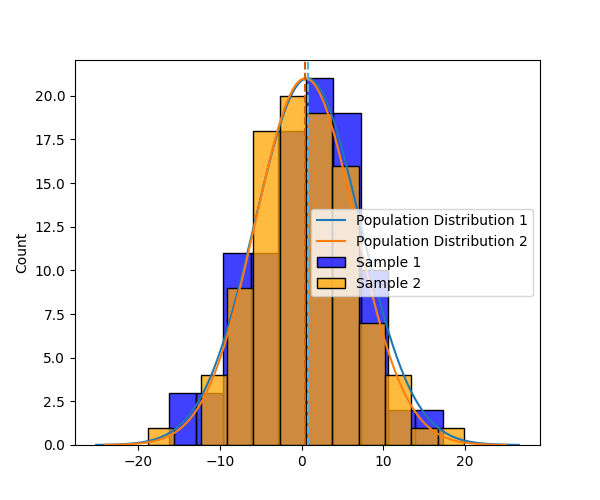 20.0
17.5
15.0
12.5
10.0
7.5
5.0
2.5
0.0
Count
Population Distribution 1
Population Distribution 2
Sample 1
Sample 2
−20 −10 0 10 20